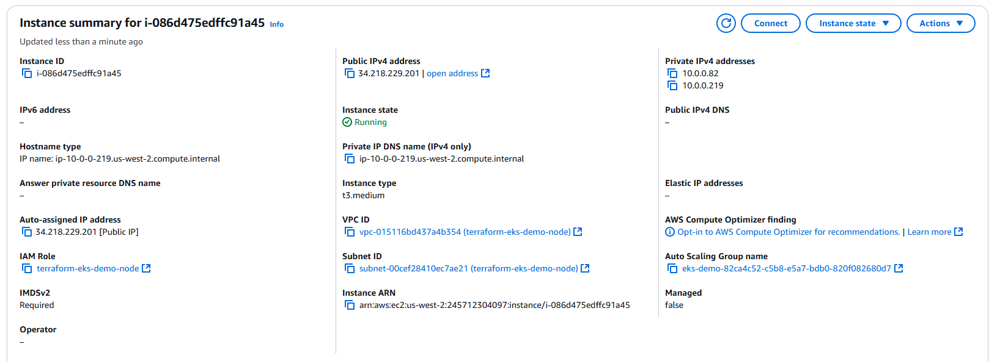 Instance summary for i-086d475edffc91a45 Info
Connect
Instance state
Actions
Updated less than a minute ago
Instance ID
i-086d475edffc91a45
Public IPv4 address
34.218.229.201 | open address
Private IPv4 addresses
10.0.0.82
10.0.0.219
IPv6 address
–
Instance state
Running
Public IPv4 DNS
–
Hostname type
IP name: ip-10-0-0-219.us-west-2.compute.internal
Private IP DNS name (IPv4 only)
ip-10-0-0-219.us-west-2.compute.internal
Answer private resource DNS name
–
Instance type
t3.medium
Elastic IP addresses
–
Auto-assigned IP address
34.218.229.201 [Public IP]
VPC ID
vpc-015116bd437a4b354 (terraform-eks-demo-node)
AWS Compute Optimizer finding
Opt-in to AWS Compute Optimizer for recommendations. | Learn more
IAM Role
terraform-eks-demo-node
Subnet ID
subnet-00cef28410ec7ae21 (terraform-eks-demo-node)
Auto Scaling Group name
eks-demo-82ca4c52-c5b8-e5a7-bdb0-820f082680d7
IMDSv2
Required
Instance ARN
arn:aws:ec2:us-west-2:245712304097:instance/i-086d475edffc91a45
Managed
false
Operator
–